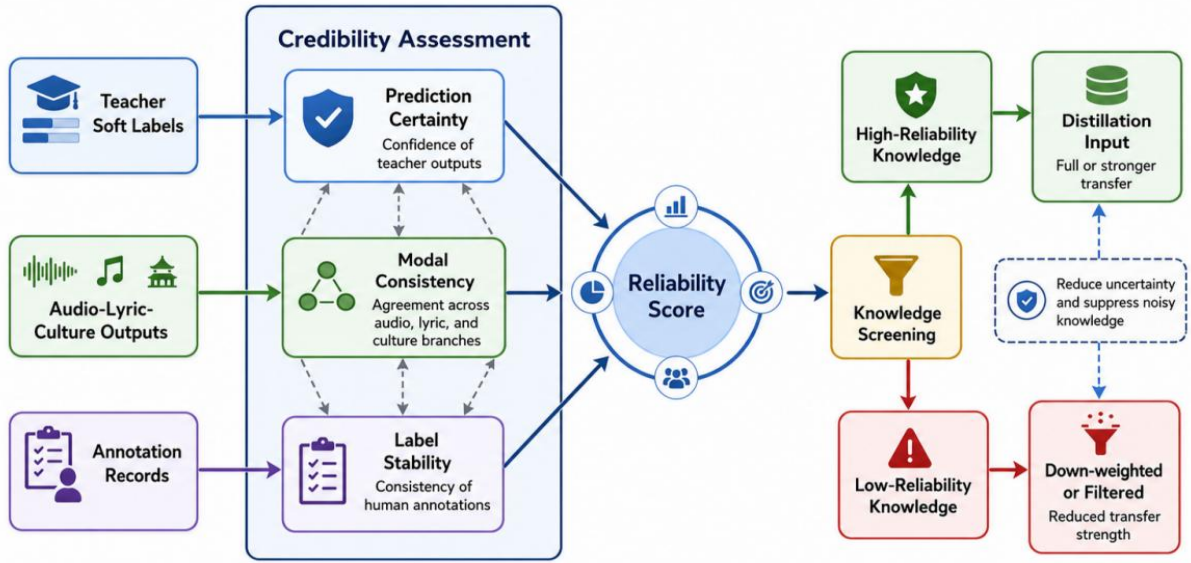 Credibility Assessment
Teacher
Soft Labels
Prediction
Certainty
Confidence of
teacher outputs
Audio-Lyric-
Culture Outputs
Modal
Consistency
Agreement across
audio, lyric, and
culture branches
Annotation
Records
Label
Stability
Consistency of
human annotations
Reliability
Score
Knowledge
Screening
High-Reliability
Knowledge
Distillation
Input
Full or stronger
transfer
Reduce uncertainty
and suppress noisy
knowledge
Low-Reliability
Knowledge
Down-weighted
or Filtered
Reduced transfer
strength